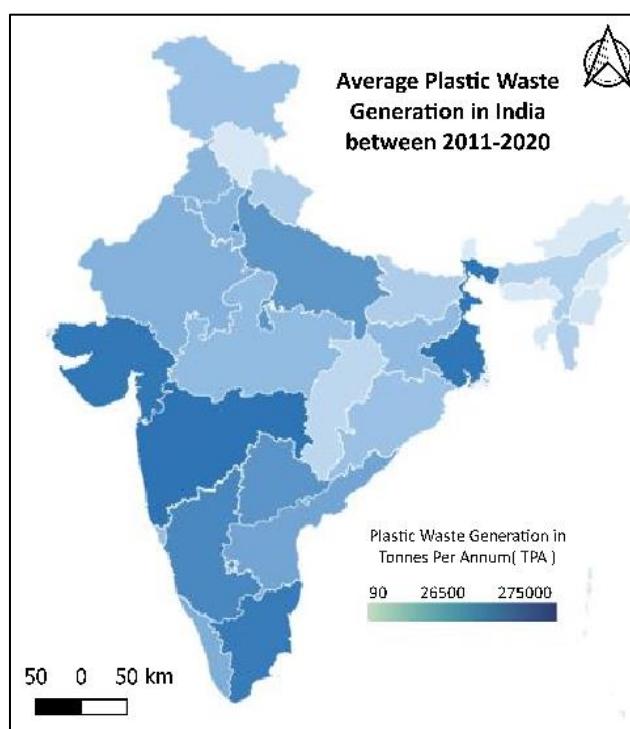 Average Plastic Waste
Generation in India
between 2011-2020
Plastic Waste Generation in
Tonnes Per Annum( TPA )
90 26500 275000
50 0 50 km